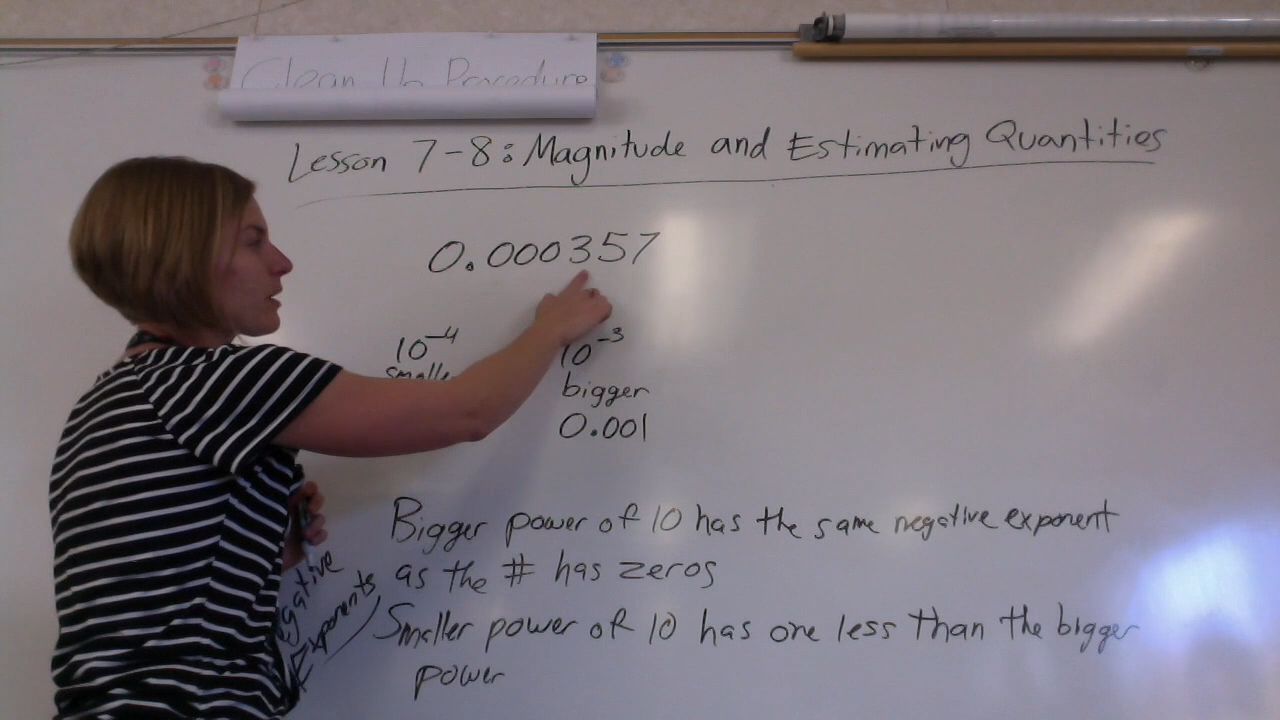 Clean Up Procedure
Lesson 7-8: Magnitude and Estimating Quantities
0.000357
10⁻⁴ 10⁻³
bigger
0.001
Bigger power of 10 has the same negative exponent
as the # has zeros
Exponents
Smaller power of 10 has one less than the bigger
power